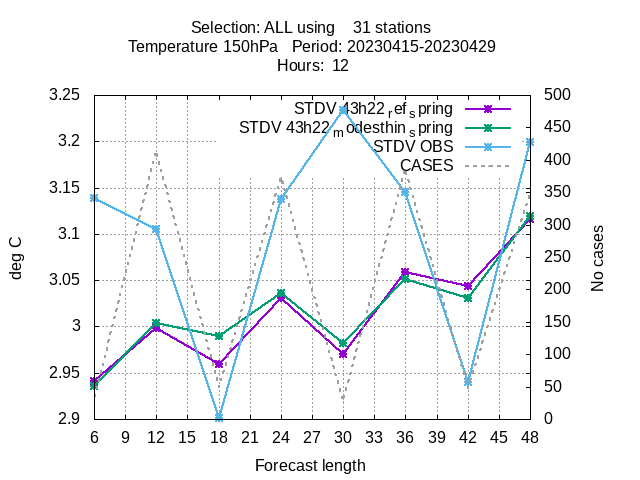 Selection: ALL using    31 stations
Temperature 150hPa   Period: 20230415-20230429
Hours:  12
STDV 43h22refspring
STDV 43h22modesthinspring
STDV OBS
CASES
3.25
3.2
3.15
3.1
3.05
3
2.95
2.9
deg C
500
450
400
350
300
250
200
150
100
50
0
No cases
6 9 12 15 18 21 24 27 30 33 36 39 42 45 48
Forecast length